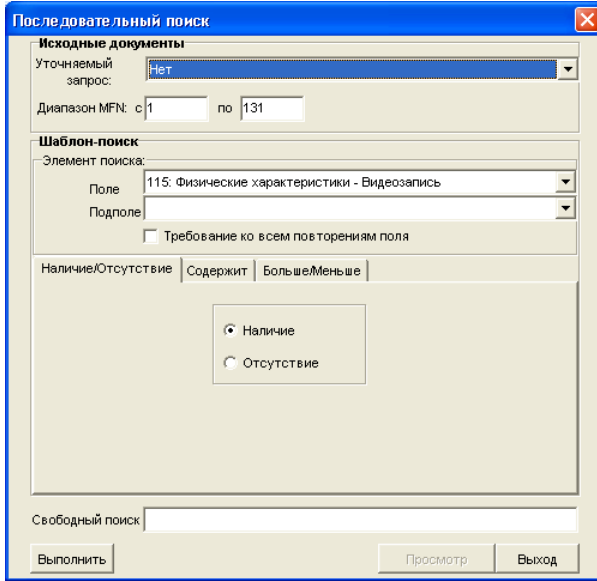 Последовательный поиск
Исходные документы
Уточняемый запрос:
Нет
Диапазон MFN: с 1 по 131
Шаблон-поиск
Элемент поиска:
Поле 115: Физические характеристики - Видеозапись
Подполе
Требование ко всем повторениям поля
Наличие/Отсутствие Содержит Больше/Меньше
Наличие
Отсутствие
Свободный поиск
Выполнить Просмотр Выход